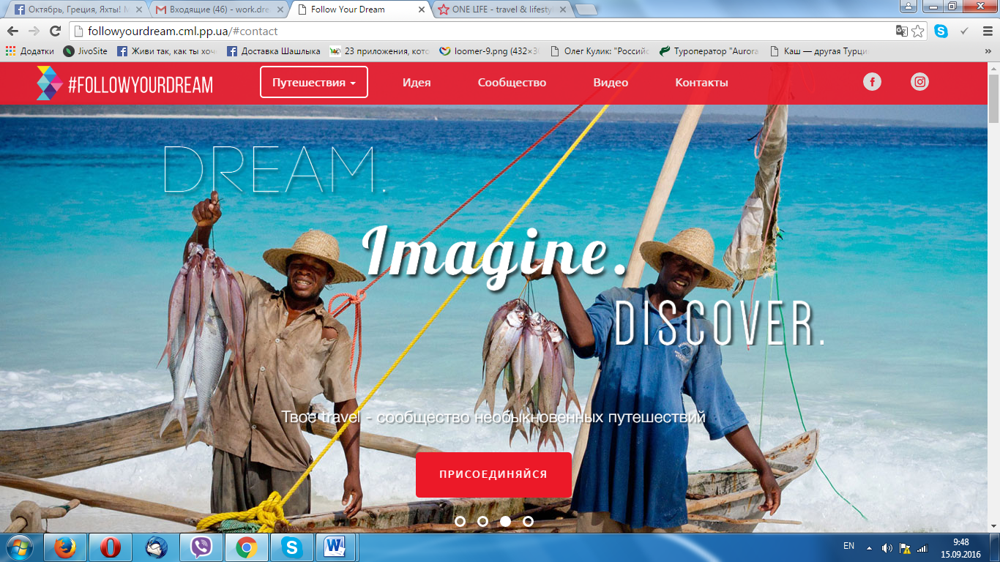 Октябрь, Греция, Яхты!
Входящие (46) - work.dre
Follow Your Dream
ONE LIFE - travel & lifesty
followyourdream.cml.pp.ua/#contact
Додатки
JivoSite
Живи так, как ты хоч
Доставка Шашлыка
23 приложения, кот
loomer-9.png (432×3
Олег Кулик: "Россий
Туроператор "Aurora
Каш — другая Турци
»
#FOLLOWYOURDREAM
Путешествия
Идея
Сообщество
Видео
Контакты
DREAM.
Imagine.
DISCOVER.
Твоё travel - сообщество необыкновенных путешествий
ПРИСОЕДИНЯЙСЯ
EN
9:48
15.09.2016